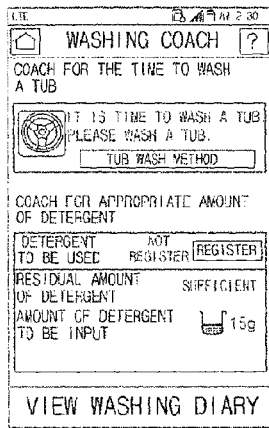 LTE 2:30
WASHING COACH ?
COACH FOR THE TIME TO WASH
A TUB
IT IS TIME TO WASH A TUB
PLEASE WASH A TUB.
TUB WASH METHOD
COACH FOR APPROPRIATE AMOUNT
OF DETERGENT
DETERGENT
TO BE USED
NOT
REGISTER
REGISTER
RESIDUAL AMOUNT
OF DETERGENT
SUFFICIENT
AMOUNT OF DETERGENT
TO BE INPUT
15g
VIEW WASHING DIARY